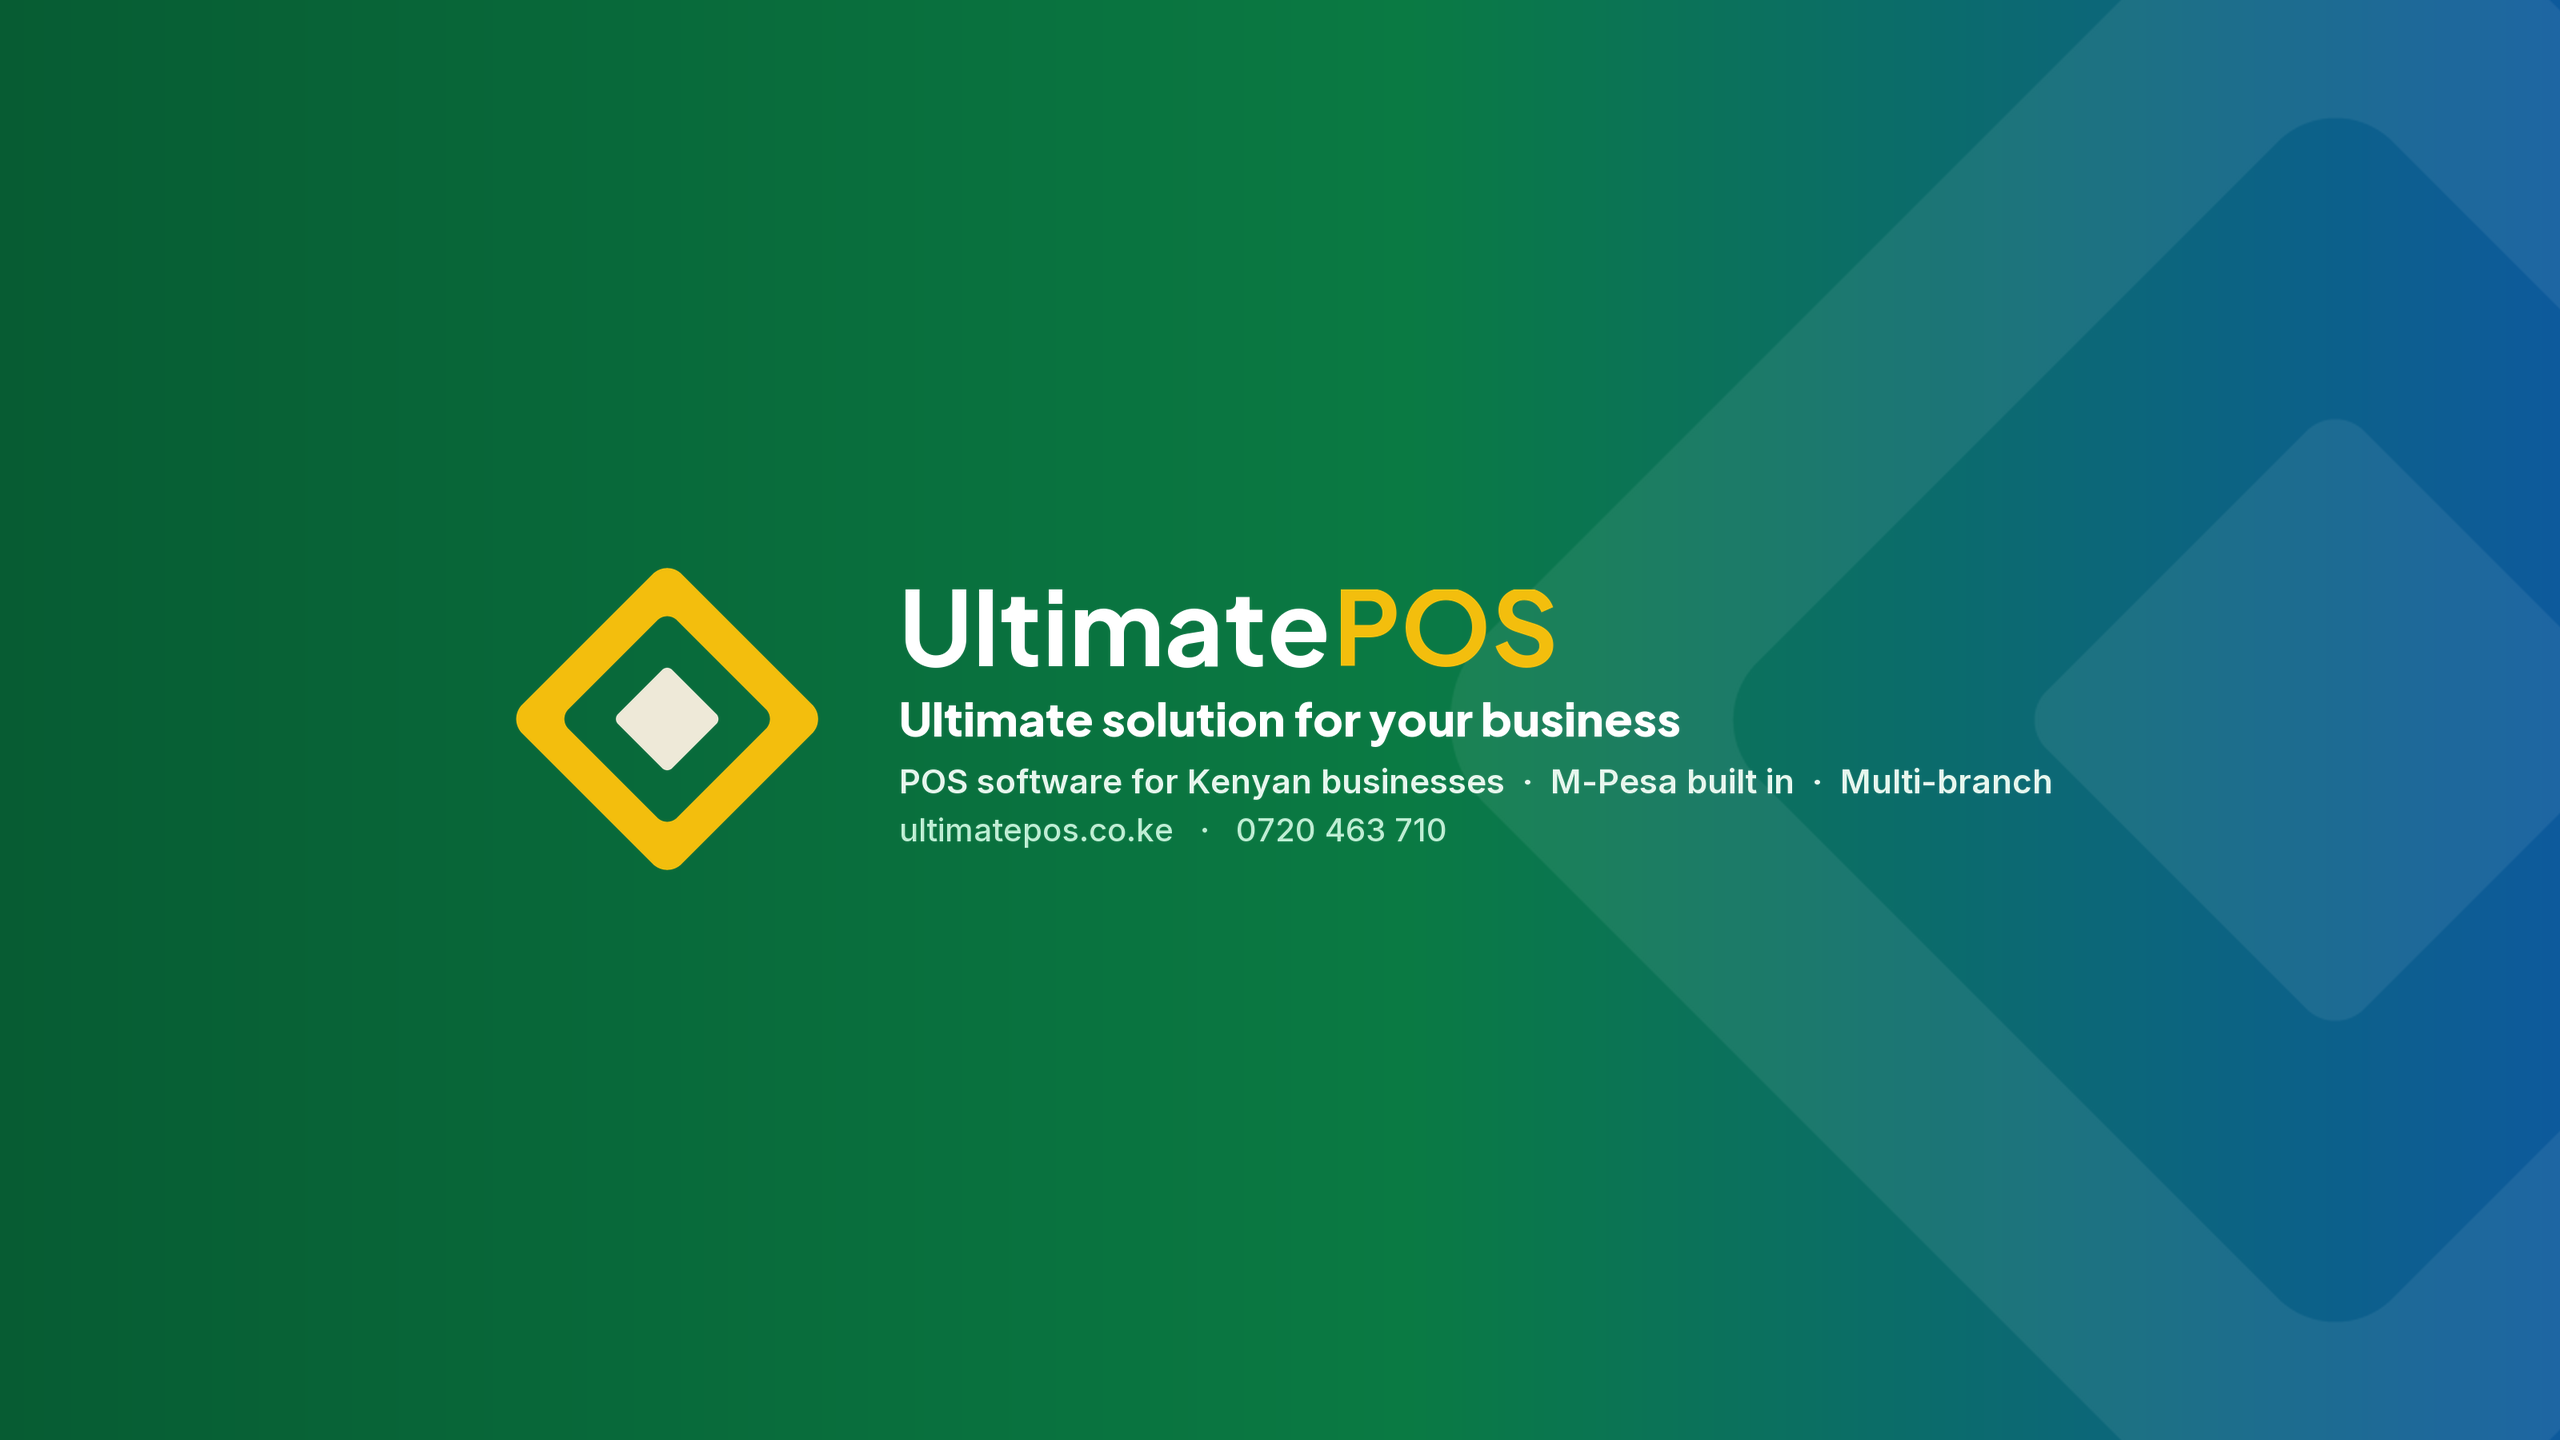 UltimatePOS
Ultimate solution for your business
POS software for Kenyan businesses · M-Pesa built in · Multi-branch
ultimatepos.co.ke · 0720 463 710